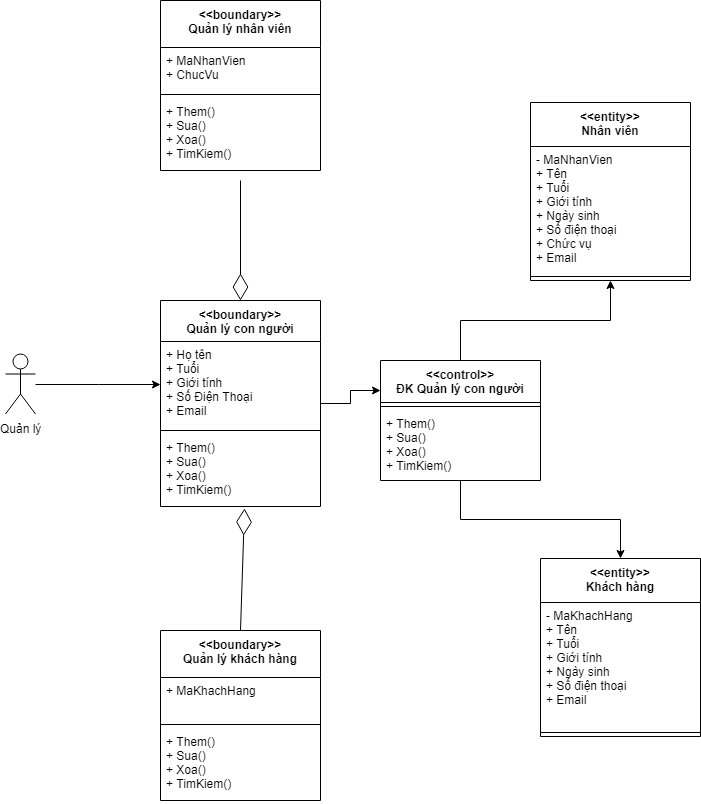 <<boundary>>
Quản lý nhân viên
+ MaNhanVien
+ ChucVu
+ Them()
+ Sua()
+ Xoa()
+ TimKiem()
<<entity>>
Nhân viên
- MaNhanVien
+ Tên
+ Tuổi
+ Giới tính
+ Ngày sinh
+ Số điện thoại
+ Chức vụ
+ Email
<<boundary>>
Quản lý con người
+ Họ tên
+ Tuổi
+ Giới tính
+ Số Điện Thoại
+ Email
+ Them()
+ Sua()
+ Xoa()
+ TimKiem()
Quản lý
<<control>>
ĐK Quản lý con người
+ Them()
+ Sua()
+ Xoa()
+ TimKiem()
<<entity>>
Khách hàng
- MaKhachHang
+ Tên
+ Tuổi
+ Giới tính
+ Ngày sinh
+ Số điện thoại
+ Email
<<boundary>>
Quản lý khách hàng
+ MaKhachHang
+ Them()
+ Sua()
+ Xoa()
+ TimKiem()